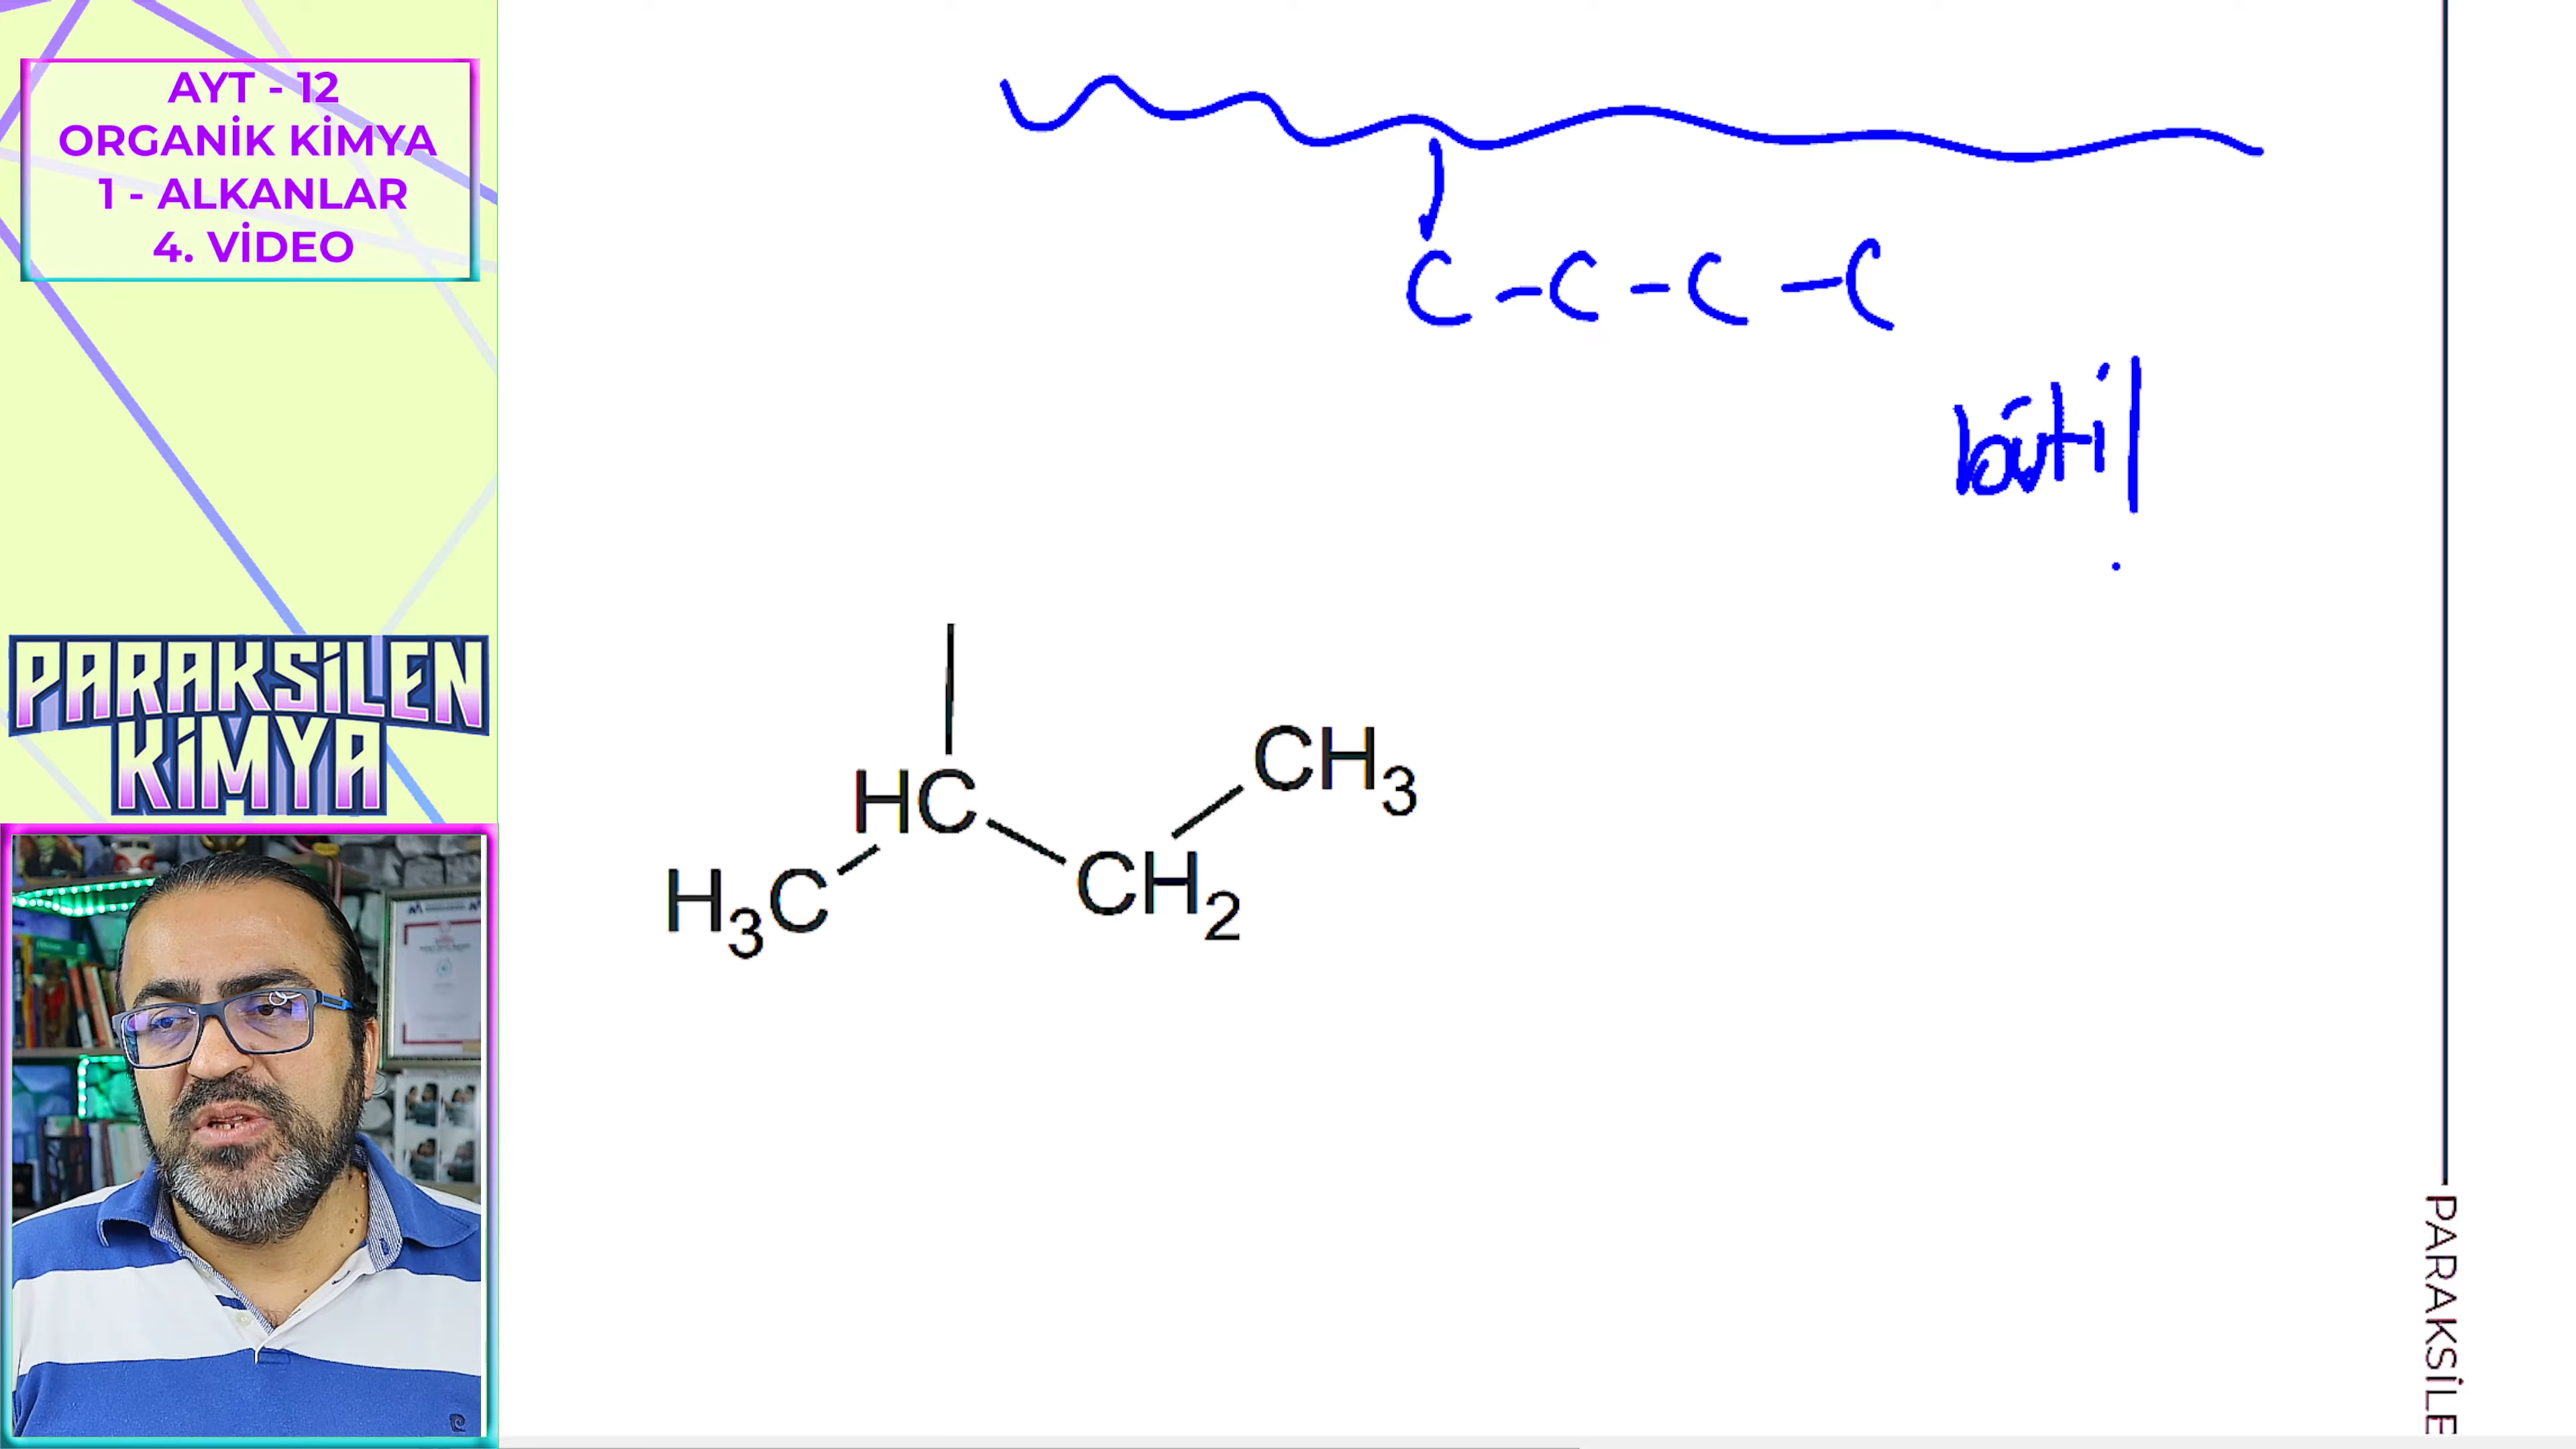 AYT - 12
ORGANİK KİMYA
1 - ALKANLAR
4. VİDEO
PARAKSİLEN
KİMYA
C - C - C - C
bütil
CH3
HC
H3C
CH2
PARAKSİLE